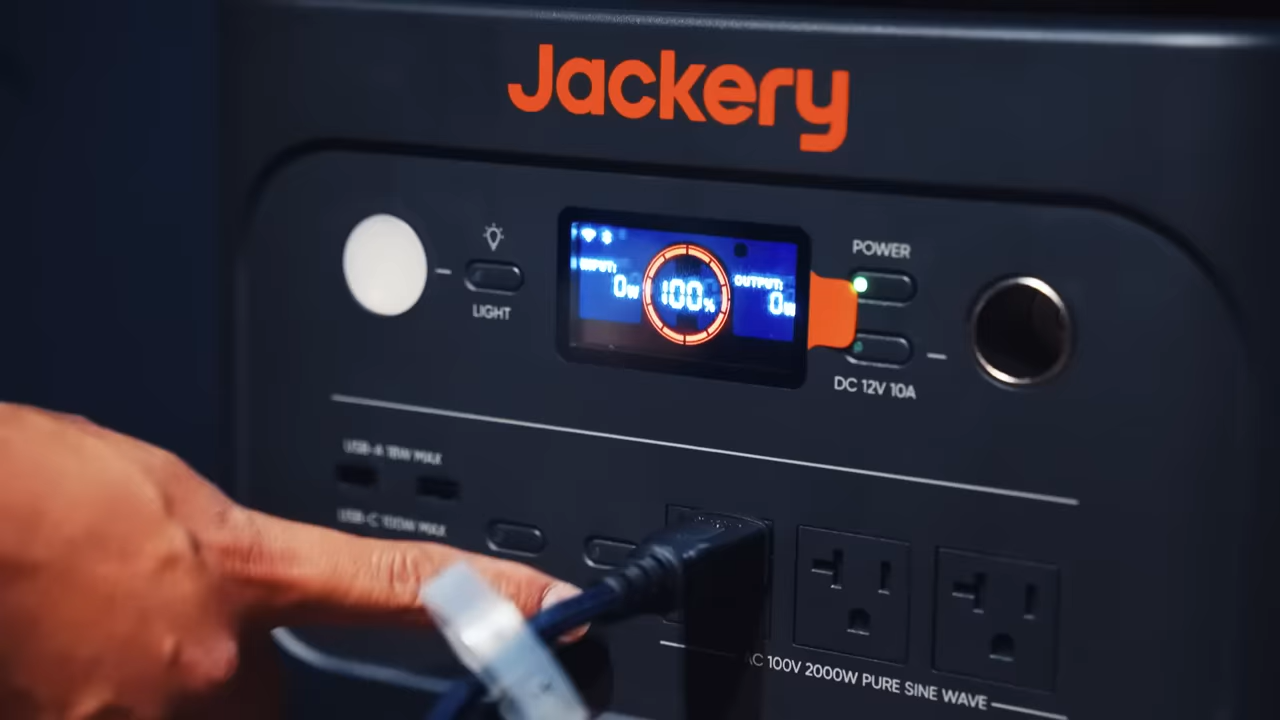 Jackery
POWER
LIGHT
INPUT:
0w
100%
OUTPUT:
0w
DC 12V 10A
USB-A 18W MAX
USB-C 100W MAX
AC 100V 2000W PURE SINE WAVE